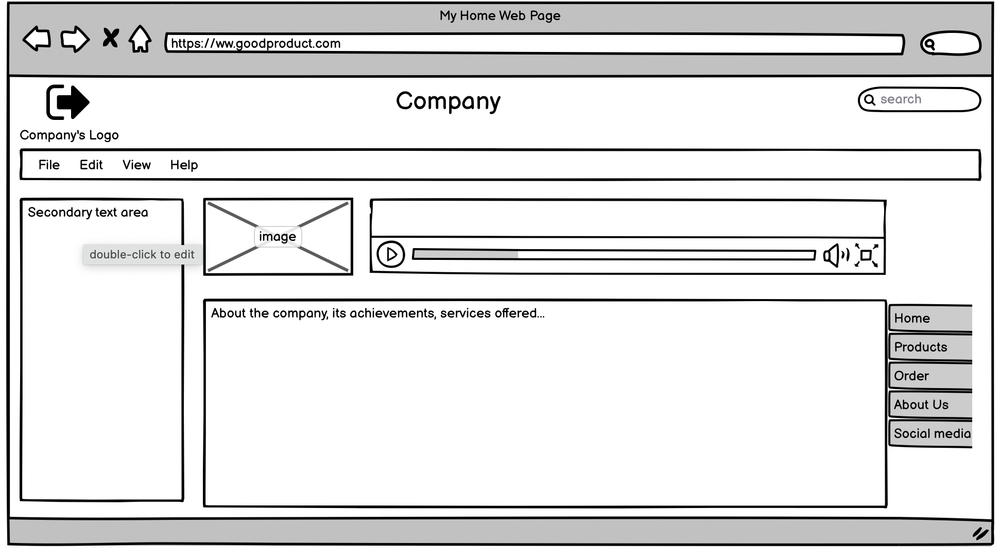 My Home Web Page
https://ww.goodproduct.com
Company
search
Company's Logo
File Edit View Help
Secondary text area
image
double-click to edit
About the company, its achievements, services offered...
Home
Products
Order
About Us
Social media